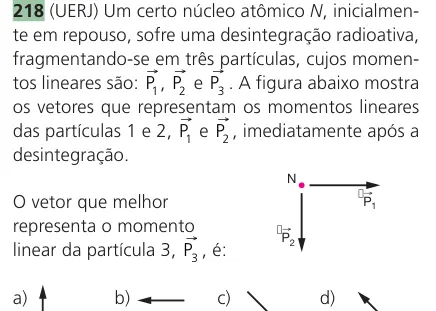 218 (UERJ) Um certo núcleo atômico N, inicialmen-
te em repouso, sofre uma desintegração radioativa,
fragmentando-se em três partículas, cujos momen-
tos lineares são: P₁, P₂ e P₃. A figura abaixo mostra
os vetores que representam os momentos lineares
das partículas 1 e 2, P₁ e P₂, imediatamente após a
desintegração.
N
P₁
P₂
O vetor que melhor
representa o momento
linear da partícula 3, P₃, é:
a) b) c) d)